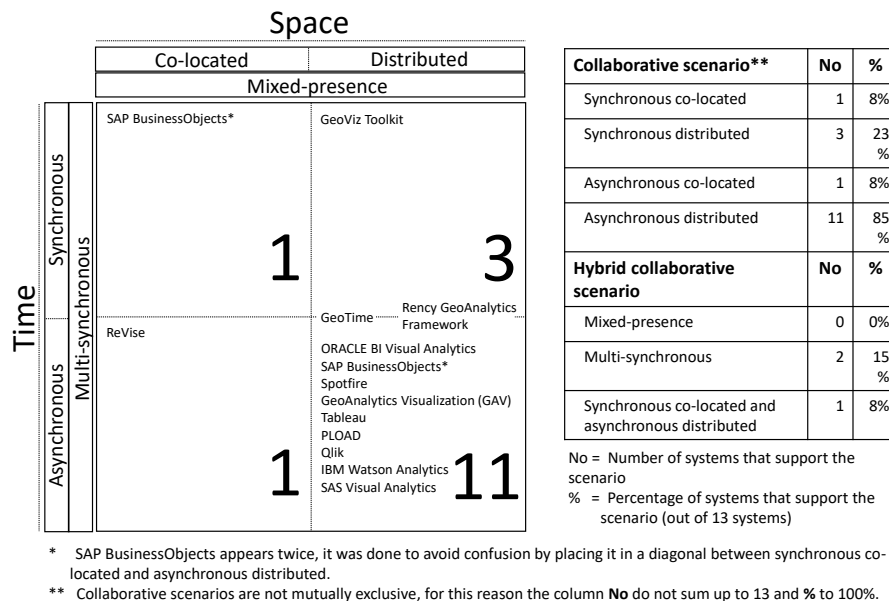 Space
Co-located
Distributed
Mixed-presence
Time
Synchronous
Asynchronous
Multi-synchronous
SAP BusinessObjects*
1
GeoViz Toolkit
3
GeoTime
Rency GeoAnalytics
Framework
ReVise
1
ORACLE BI Visual Analytics
SAP BusinessObjects*
Spotfire
GeoAnalytics Visualization (GAV)
Tableau
PLOAD
Qlik
IBM Watson Analytics
SAS Visual Analytics
11
Collaborative scenario** No %
Synchronous co-located 1 8%
Synchronous distributed 3 23
%
Asynchronous co-located 1 8%
Asynchronous distributed 11 85
%
Hybrid collaborative No %
scenario
Mixed-presence 0 0%
Multi-synchronous 2 15
%
Synchronous co-located and 1 8%
asynchronous distributed
No = Number of systems that support the
scenario
% = Percentage of systems that support the
scenario (out of 13 systems)
* SAP BusinessObjects appears twice, it was done to avoid confusion by placing it in a diagonal between synchronous co-
located and asynchronous distributed.
** Collaborative scenarios are not mutually exclusive, for this reason the column No do not sum up to 13 and % to 100%.